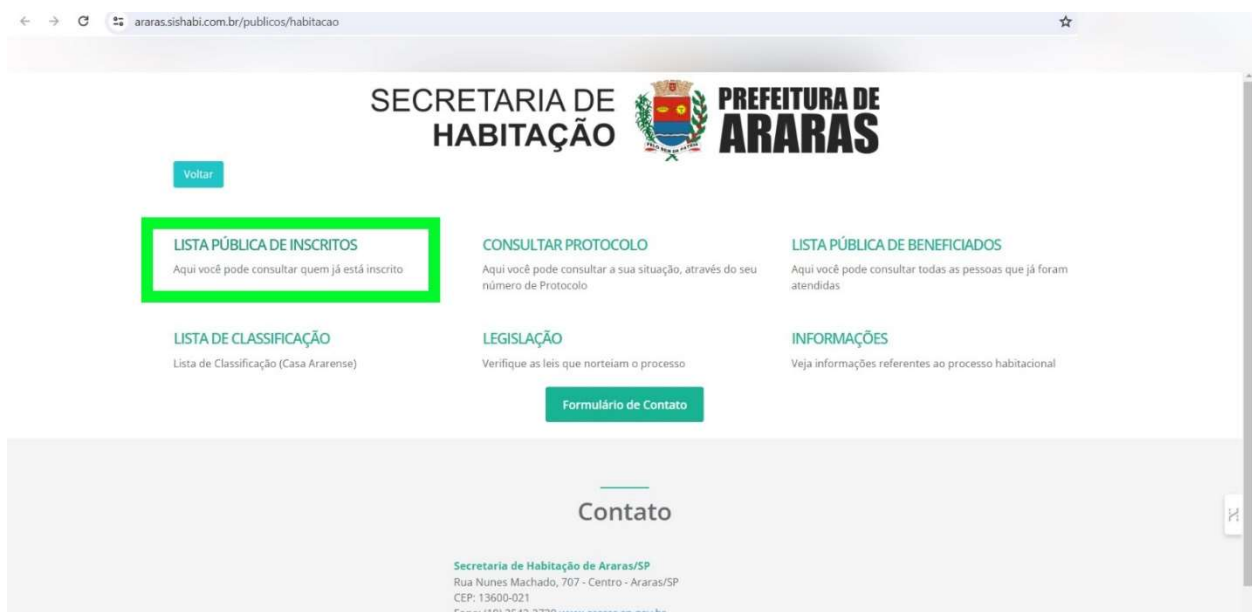 araras.sishabi.com.br/publicos/habitacao
SECRETARIA DE
HABITAÇÃO
PREFEITURA DE
ARARAS
Voltar
LISTA PÚBLICA DE INSCRITOS
Aqui você pode consultar quem já está inscrito
CONSULTAR PROTOCOLO
Aqui você pode consultar a sua situação, através do seu
número de Protocolo
LISTA PÚBLICA DE BENEFICIADOS
Aqui você pode consultar todas as pessoas que já foram
atendidas
LISTA DE CLASSIFICAÇÃO
Lista de Classificação (Casa Ararense)
LEGISLAÇÃO
Verifique as leis que norteiam o processo
INFORMAÇÕES
Veja informações referentes ao processo habitacional
Formulário de Contato
Contato
Secretaria de Habitação de Araras/SP
Rua Nunes Machado, 707 - Centro - Araras/SP
CEP: 13600-021